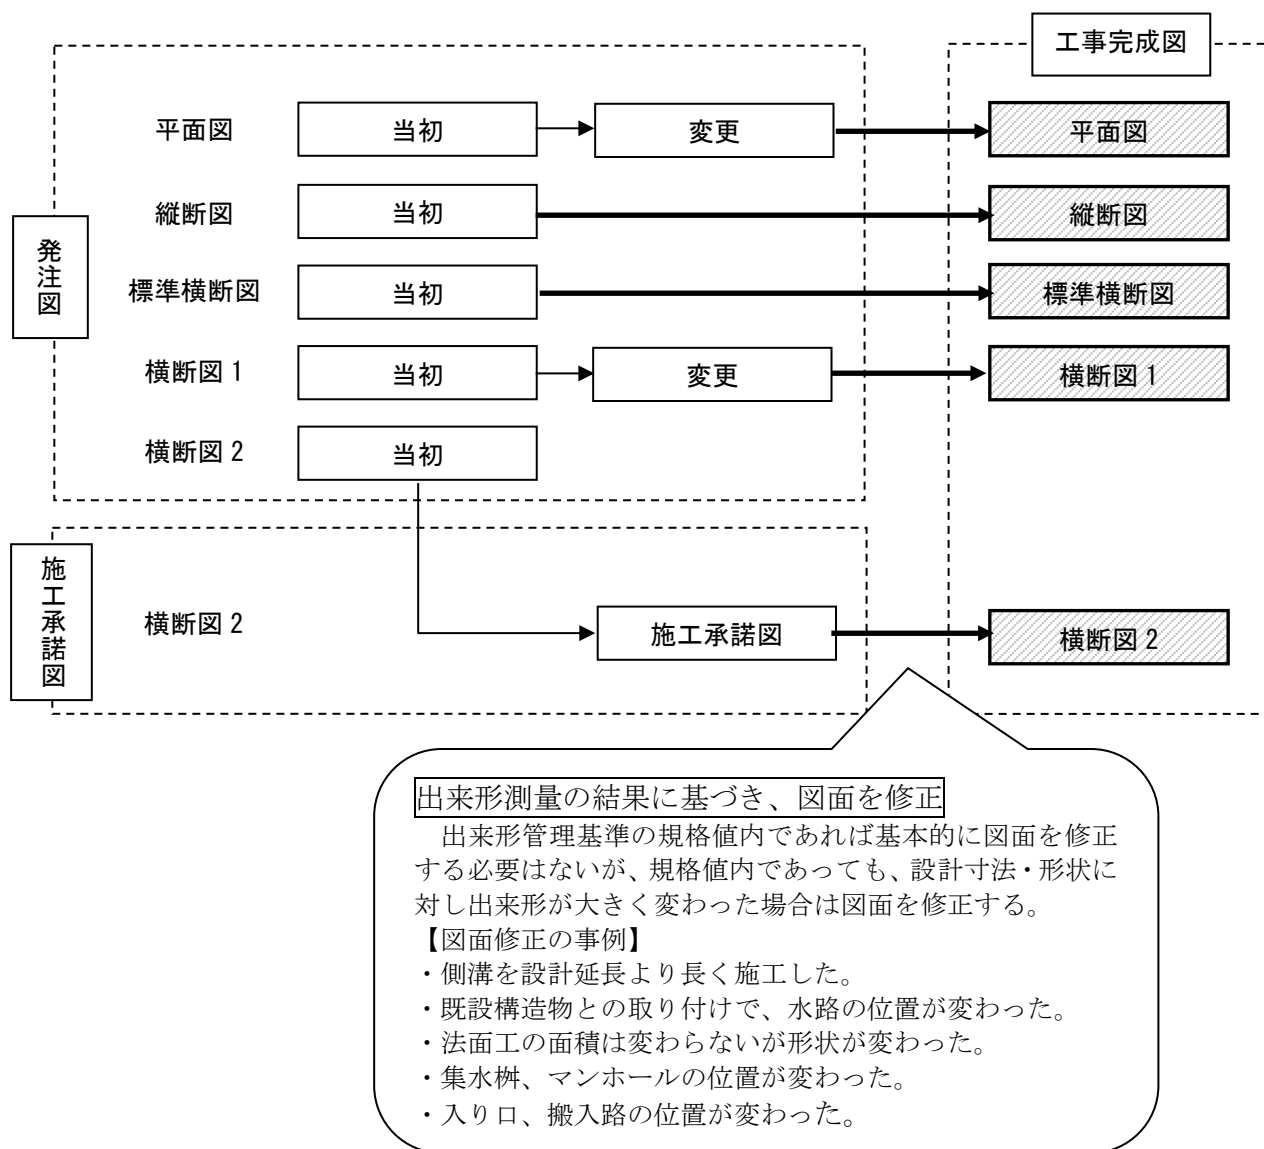 工事完成図
発注図
平面図 当初 変更 平面図
縦断図 当初 縦断図
標準横断図 当初 標準横断図
横断図 1 当初 変更 横断図 1
横断図 2 当初
施工承諾図
横断図 2 施工承諾図 横断図 2
出来形測量の結果に基づき、図面を修正
出来形管理基準の規格値内であれば基本的に図面を修正
する必要はないが、規格値内であっても、設計寸法・形状に
対し出来形が大きく変わった場合は図面を修正する。
【図面修正の事例】
・側溝を設計延長より長く施工した。
・既設構造物との取り付けで、水路の位置が変わった。
・法面工の面積は変わらないが形状が変わった。
・集水桝、マンホールの位置が変わった。
・入り口、搬入路の位置が変わった。